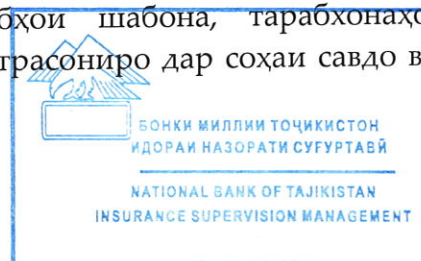 бҳои шабона, тарабхонаҳо
трасониро дар соҳаи савдо в
БОНКИ МИЛЛИИ ТОҶИКИСТОН
ИДОРАИ НАЗОРАТИ СУҒУРТАВӢ
NATIONAL BANK OF TAJIKISTAN
INSURANCE SUPERVISION MANAGEMENT